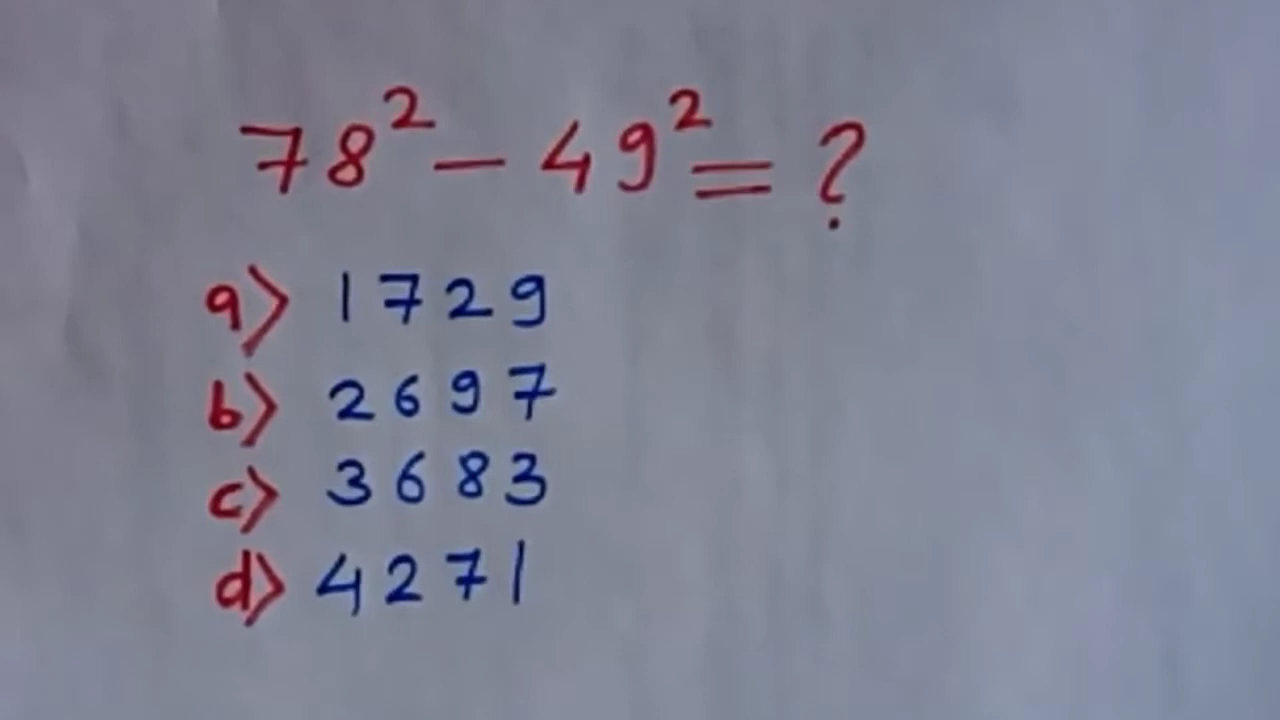 78² − 49² = ?
a) 1729
b) 2697
c) 3683
d) 4271